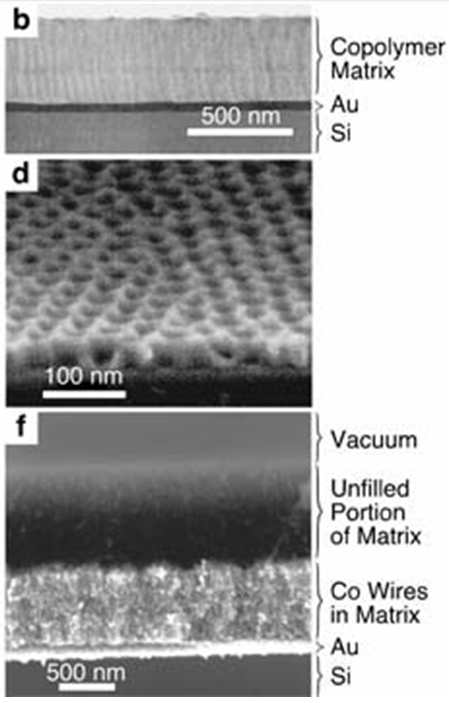 b
Copolymer
Matrix
Au
500 nm
Si
d
100 nm
f
Vacuum
Unfilled
Portion
of Matrix
Co Wires
in Matrix
Au
500 nm
Si